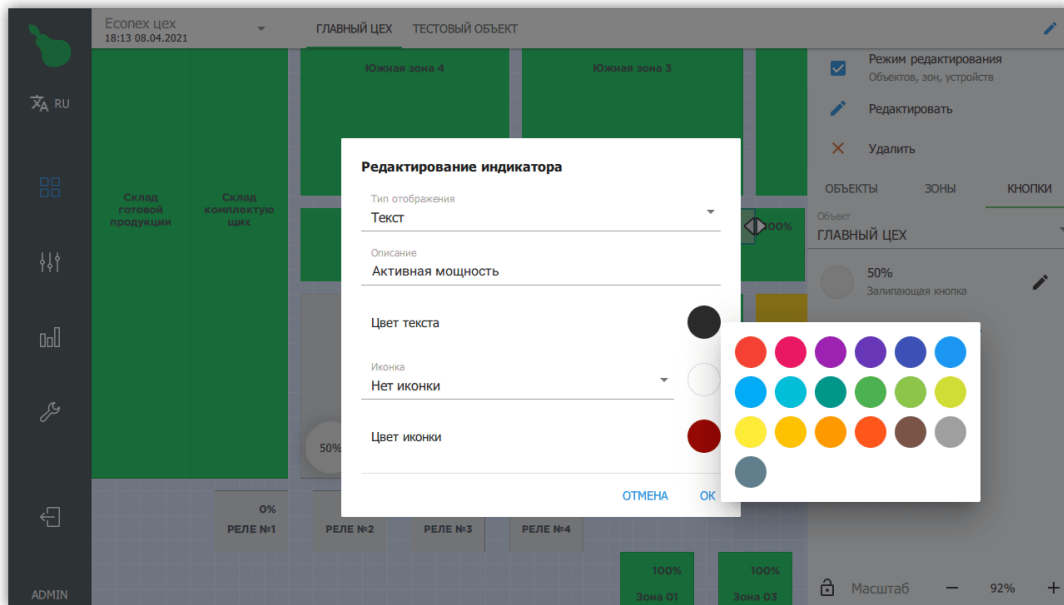 Econex цех
18:13 08.04.2021
ГЛАВНЫЙ ЦЕХ
ТЕСТОВЫЙ ОБЪЕКТ
RU
ADMIN
Южная зона 4
Южная зона 3
Склад
готовой
продукции
Склад
комплектую
щих
100%
50%
0%
РЕЛЕ №1
РЕЛЕ №2
РЕЛЕ №3
РЕЛЕ №4
100%
Зона 01
100%
Зона 03
Редактирование индикатора
Тип отображения
Текст
Описание
Активная мощность
Цвет текста
Иконка
Нет иконки
Цвет иконки
ОТМЕНА
ОК
Режим редактирования
Объектов, зон, устройств
Редактировать
Удалить
ОБЪЕКТЫ
ЗОНЫ
КНОПКИ
Объект
ГЛАВНЫЙ ЦЕХ
50%
Залипающая кнопка
Масштаб
92%